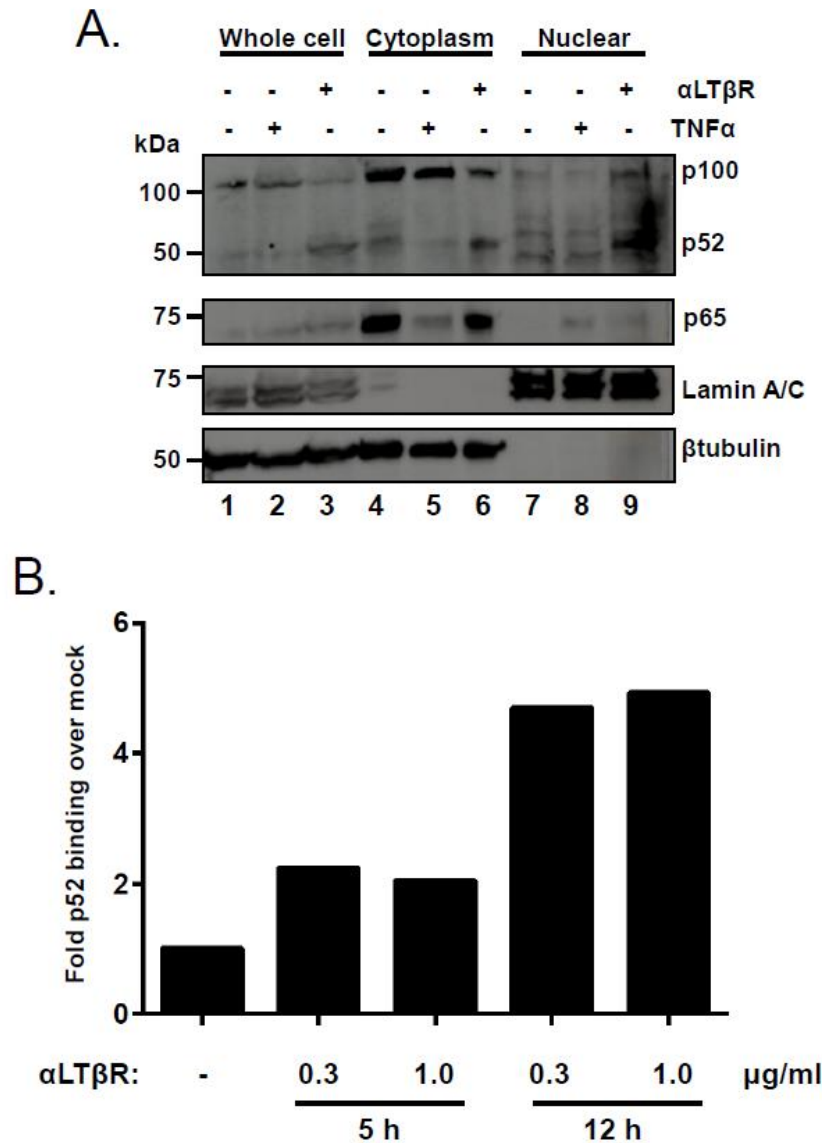 A.
Whole cell Cytoplasm Nuclear
- - + - - + - - + αLTβR
- + - - + - - + - TNFα
kDa
100
50
p100
p52
75
p65
75
Lamin A/C
50
βtubulin
1 2 3 4 5 6 7 8 9
B.
Fold p52 binding over mock
6
4
2
0
αLTβR: - 0.3 1.0 0.3 1.0 μg/ml
5 h 12 h